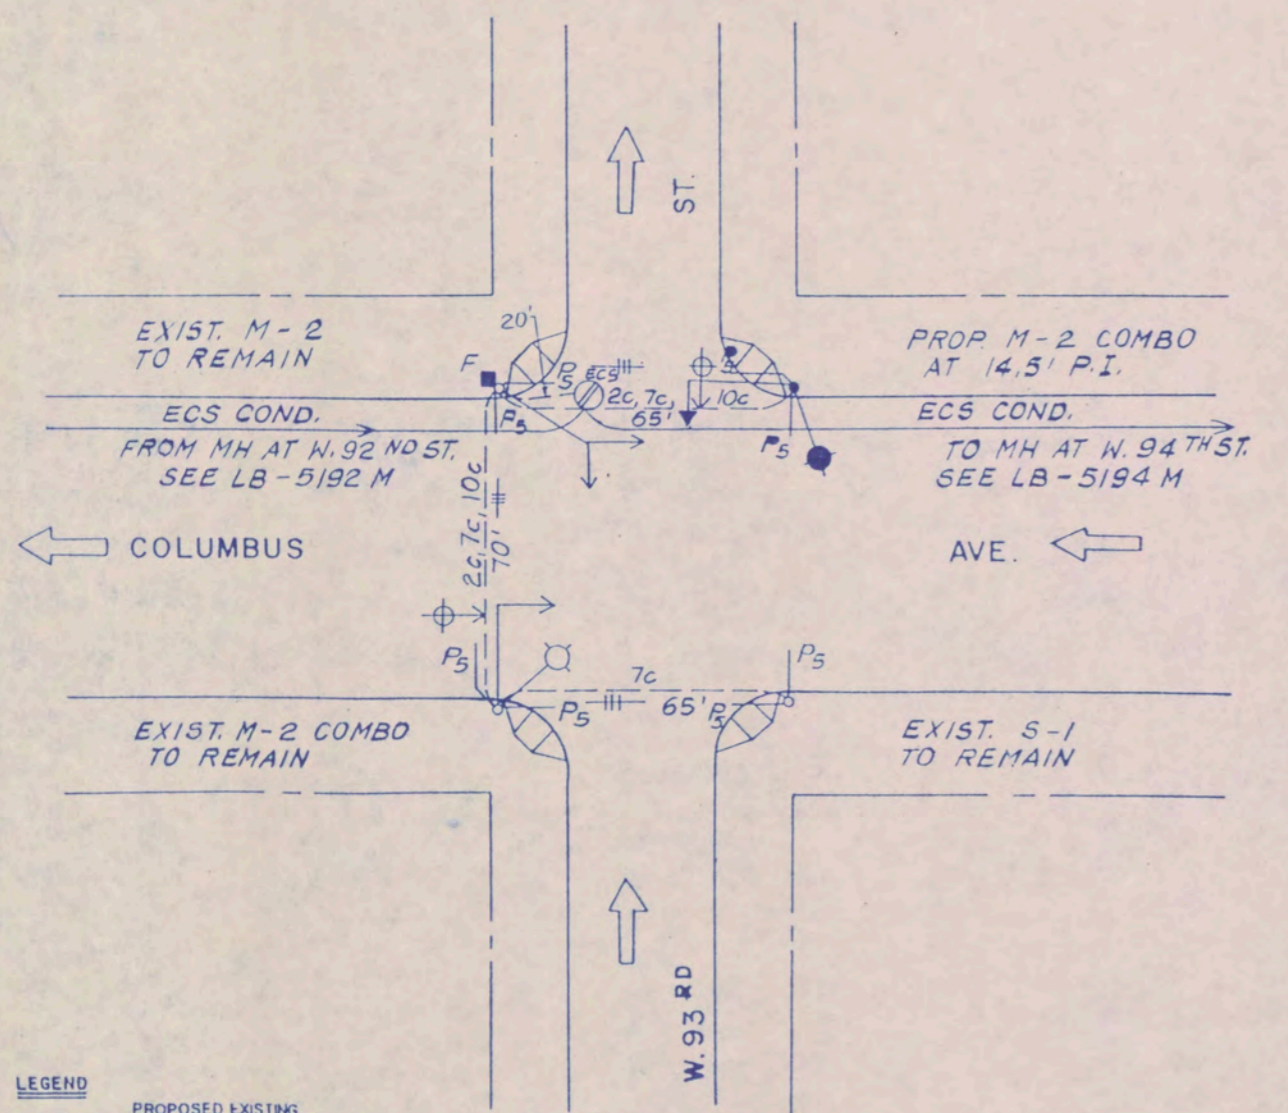 ST.
EXIST. M-2
TO REMAIN
20'
F
P5
ECS
2c, 7c,
65'
10c
PROP. M-2 COMBO
AT 14.5' P.I.
ECS COND.
P5
P5
ECS COND.
FROM MH AT W. 92 ND ST.
SEE LB-5192 M
TO MH AT W. 94 TH ST.
SEE LB-5194 M
2c, 7c, 10c
70'
COLUMBUS
AVE.
P5
P5
7c
65'
P5
P5
EXIST. M-2 COMBO
TO REMAIN
EXIST. S-1
TO REMAIN
W. 93 RD
LEGEND
PROPOSED EXISTING